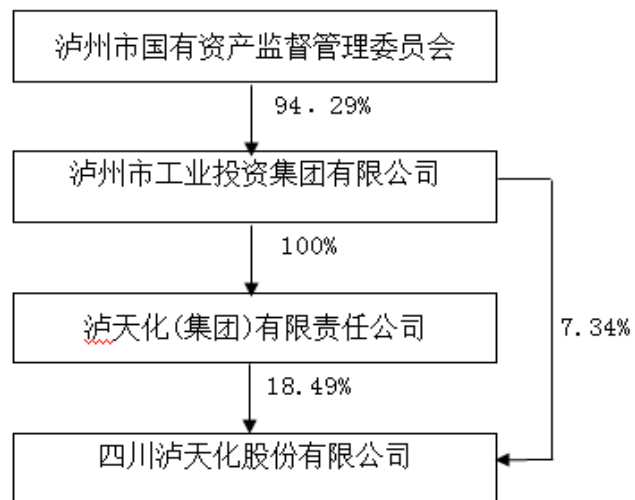 泸州市国有资产监督管理委员会
94．29%
泸州市工业投资集团有限公司
100%
泸天化(集团)有限责任公司
7.34%
18.49%
四川泸天化股份有限公司